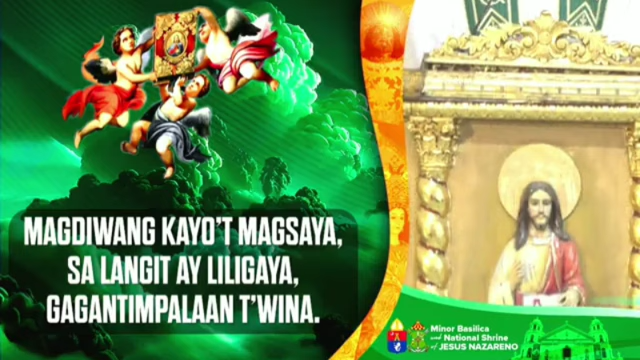 MAGDIWANG KAYO'T MAGSAYA,
SA LANGIT AY LILIGAYA,
GAGANTIMPALAAN T'WINA.
Minor Basilica
and National Shrine
of JESUS NAZARENO